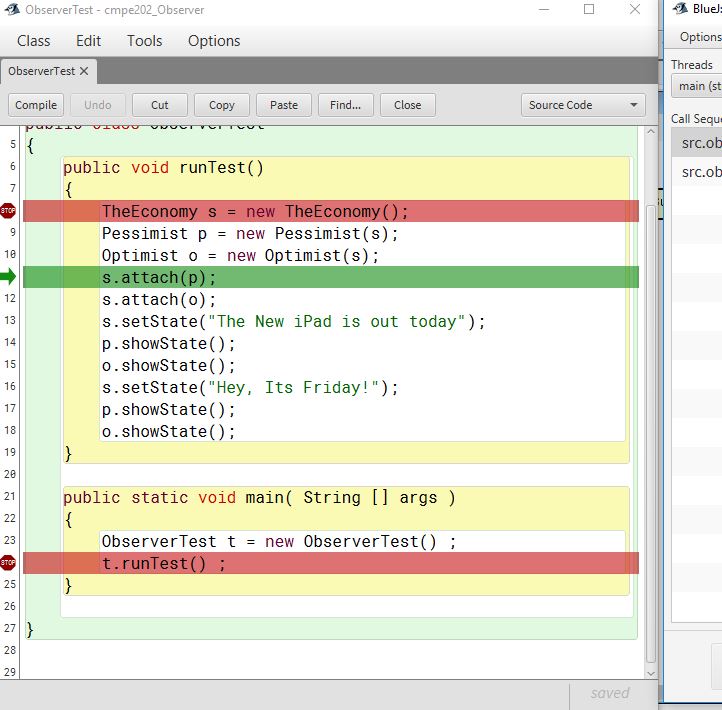 ObserverTest - cmpe202_Observer
BlueJ:
Class Edit Tools Options
Options
ObserverTest ×
Threads
Compile Undo Cut Copy Paste Find... Close Source Code
main (st
Call Seque
5 {
6 public void runTest()
src.ob
7 {
STOP TheEconomy s = new TheEconomy();
src.ob
9 Pessimist p = new Pessimist(s);
10 Optimist o = new Optimist(s);
s.attach(p);
12 s.attach(o);
13 s.setState("The New iPad is out today");
14 p.showState();
15 o.showState();
16 s.setState("Hey, Its Friday!");
17 p.showState();
18 o.showState();
19 }
20
21 public static void main( String [] args )
22 {
23 ObserverTest t = new ObserverTest() ;
STOP t.runTest() ;
25 }
26
27 }
28
29
saved